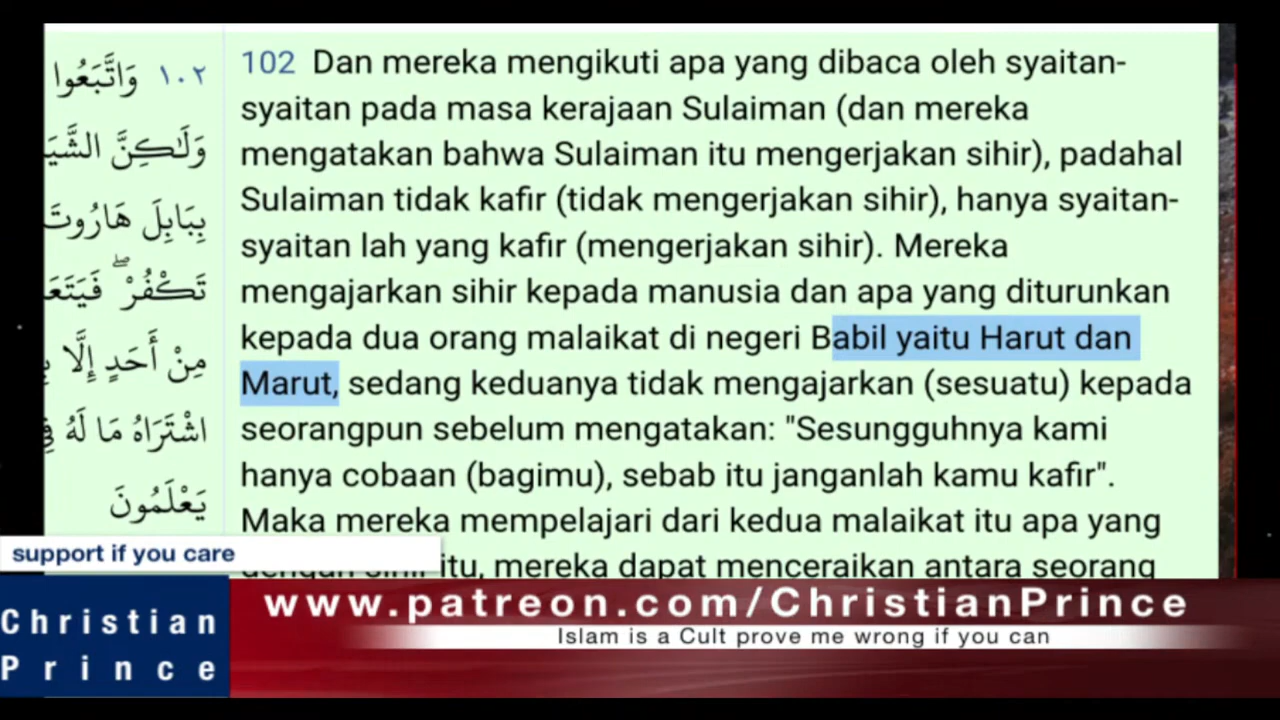 ١٠٢ وَاتَّبَعُوا
وَلَٰكِنَّ
بِبَابِلَ هَارُوتَ
تَكْفُرْ ۖ
مِنْ أَحَدٍ إِلَّا
اشْتَرَاهُ مَا لَهُ
يَعْلَمُونَ
102 Dan mereka mengikuti apa yang dibaca oleh syaitan-
syaitan pada masa kerajaan Sulaiman (dan mereka
mengatakan bahwa Sulaiman itu mengerjakan sihir), padahal
Sulaiman tidak kafir (tidak mengerjakan sihir), hanya syaitan-
syaitan lah yang kafir (mengerjakan sihir). Mereka
mengajarkan sihir kepada manusia dan apa yang diturunkan
kepada dua orang malaikat di negeri Babil yaitu Harut dan
Marut, sedang keduanya tidak mengajarkan (sesuatu) kepada
seorangpun sebelum mengatakan: "Sesungguhnya kami
hanya cobaan (bagimu), sebab itu janganlah kamu kafir".
Maka mereka mempelajari dari kedua malaikat itu apa yang
dengan sihir itu, mereka dapat menceraikan antara seorang
support if you care
Christian
Prince
www.patreon.com/ChristianPrince
Islam is a Cult prove me wrong if you can